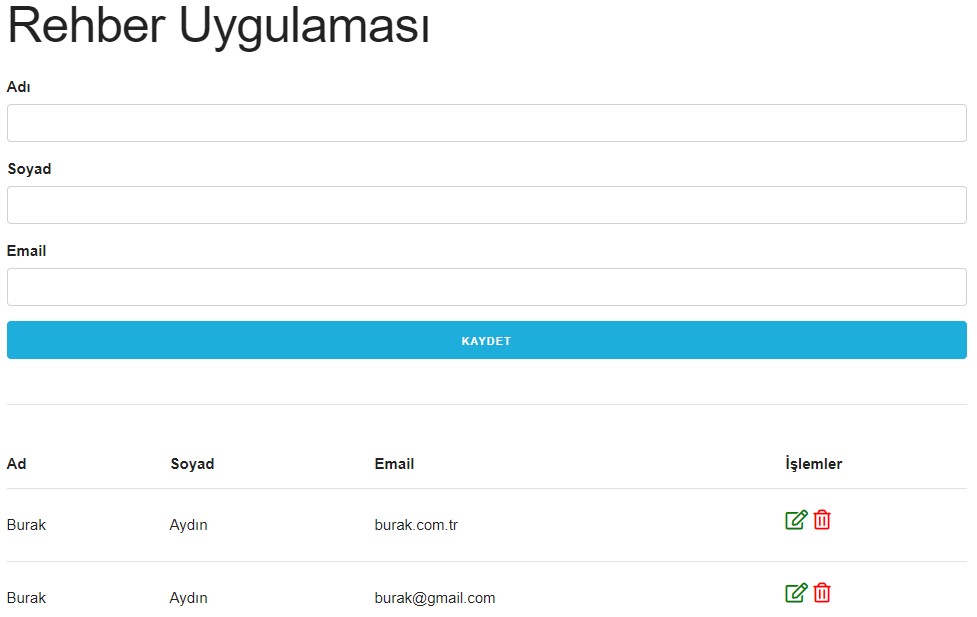 Rehber Uygulaması
Adı
Soyad
Email
KAYDET
Ad Soyad Email İşlemler
Burak Aydın burak.com.tr
Burak Aydın burak@gmail.com